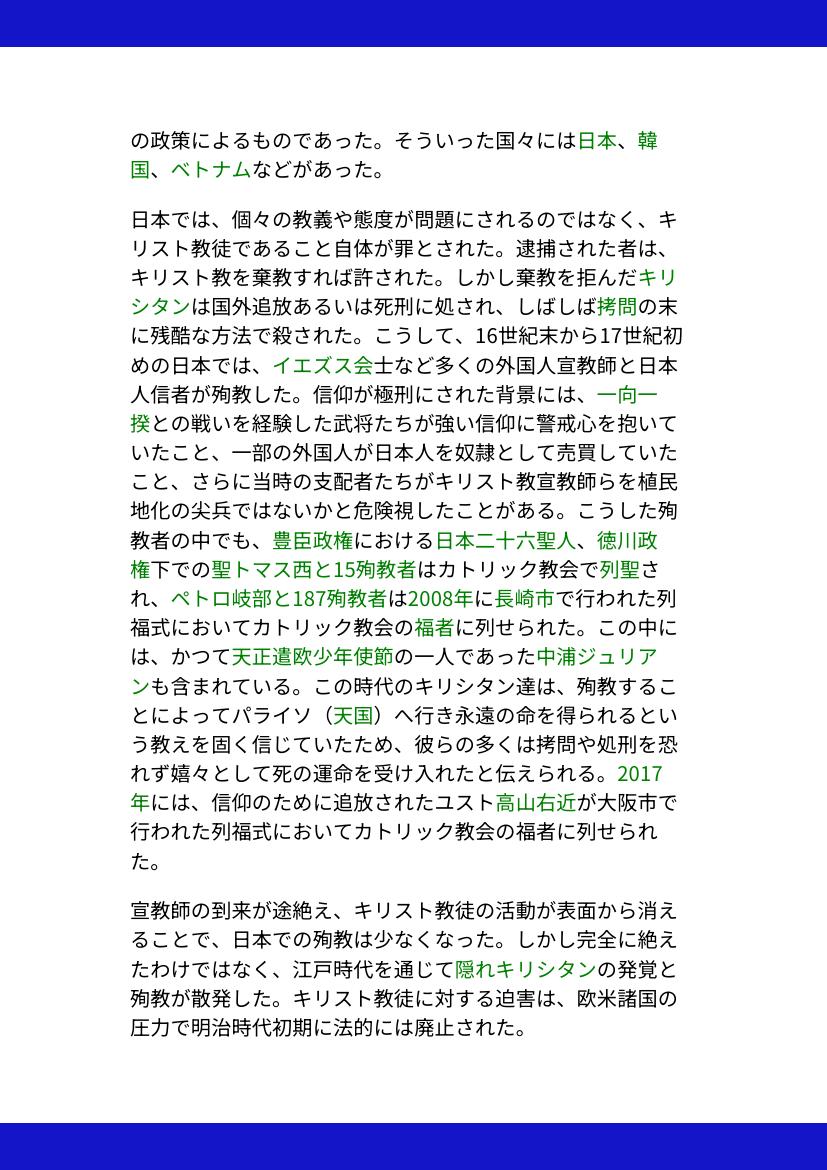 の政策によるものであった。そういった国々には日本、韓
国、ベトナムなどがあった。
日本では、個々の教義や態度が問題にされるのではなく、キ
リスト教徒であること自体が罪とされた。逮捕された者は、
キリスト教を棄教すれば許された。しかし棄教を拒んだキリ
シタンは国外追放あるいは死刑に処され、しばしば拷問の末
に残酷な方法で殺された。こうして、16世紀末から17世紀初
めの日本では、イエズス会士など多くの外国人宣教師と日本
人信者が殉教した。信仰が極刑にされた背景には、一向一
揆との戦いを経験した武将たちが強い信仰に警戒心を抱いて
いたこと、一部の外国人が日本人を奴隷として売買していた
こと、さらに当時の支配者たちがキリスト教宣教師らを植民
地化の尖兵ではないかと危険視したことがある。こうした殉
教者の中でも、豊臣政権における日本二十六聖人、徳川政
権下での聖トマス西と15殉教者はカトリック教会で列聖さ
れ、ペトロ岐部と187殉教者は2008年に長崎市で行われた列
福式においてカトリック教会の福者に列せられた。この中に
は、かつて天正遣欧少年使節の一人であった中浦ジュリア
ンも含まれている。この時代のキリシタン達は、殉教するこ
とによってパライソ（天国）へ行き永遠の命を得られるとい
う教えを固く信じていたため、彼らの多くは拷問や処刑を恐
れず嬉々として死の運命を受け入れたと伝えられる。2017
年には、信仰のために追放されたユスト高山右近が大阪市で
行われた列福式においてカトリック教会の福者に列せられ
た。
宣教師の到来が途絶え、キリスト教徒の活動が表面から消え
ることで、日本での殉教は少なくなった。しかし完全に絶え
たわけではなく、江戸時代を通じて隠れキリシタンの発覚と
殉教が散発した。キリスト教徒に対する迫害は、欧米諸国の
圧力で明治時代初期に法的には廃止された。